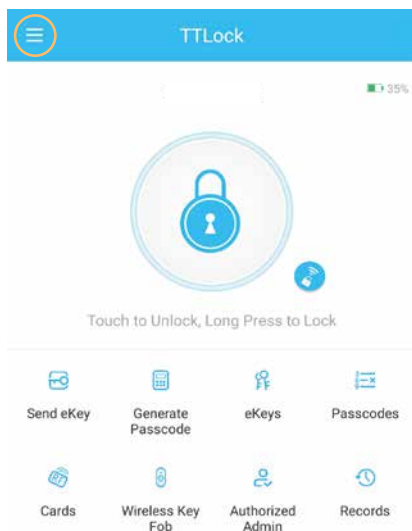 TTLock
35%
Touch to Unlock, Long Press to Lock
Send eKey
Generate
Passcode
eKeys
Passcodes
Cards
Wireless Key
Fob
Authorized
Admin
Records